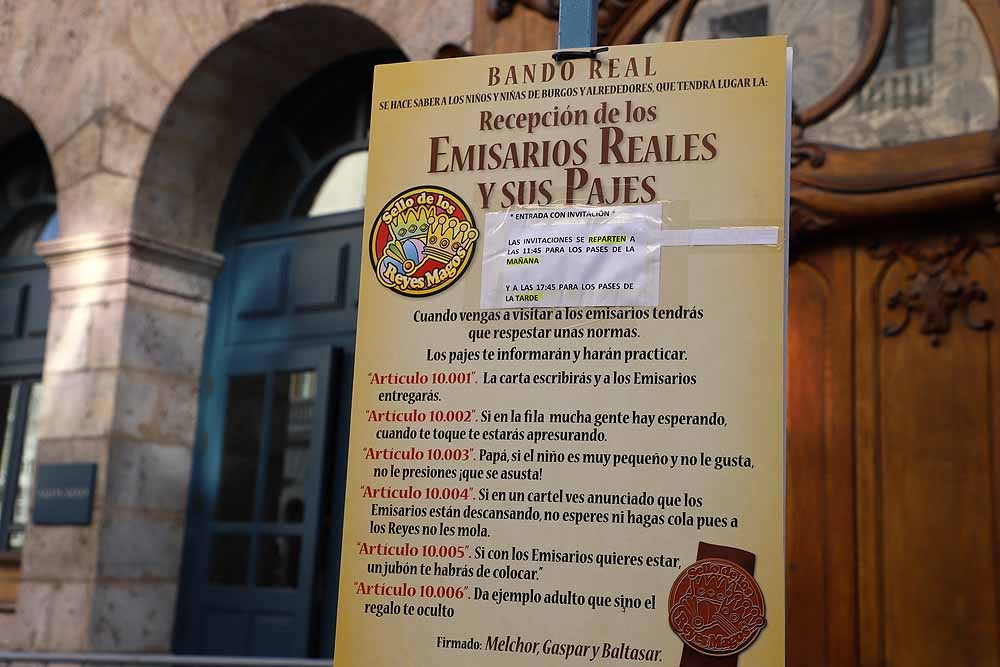 BANDO REAL
SE HACE SABER A LOS NIÑOS Y NIÑAS DE BURGOS Y ALREDEDORES, QUE TENDRA LUGAR LA:
Recepción de los
EMISARIOS REALES
Y SUS PAJES
Sello de los
Reyes Magos
* ENTRADA CON INVITACIÓN *
LAS INVITACIONES SE REPARTEN A
LAS 11:45 PARA LOS PASES DE LA
MAÑANA
Y A LAS 17:45 PARA LOS PASES DE
LA TARDE
Cuando vengas a visitar a los emisarios tendrás
que respestar unas normas.
Los pajes te informarán y harán practicar.
"Artículo 10.001". La carta escribirás y a los Emisarios
entregarás.
"Artículo 10.002". Si en la fila mucha gente hay esperando,
cuando te toque te estarás apresurando.
"Artículo 10.003". Papá, si el niño es muy pequeño y no le gusta,
no le presiones ¡que se asusta!
"Artículo 10.004". Si en un cartel ves anunciado que los
Emisarios están descansando, no esperes ni hagas cola pues a
los Reyes no les mola.
"Artículo 10.005". Si con los Emisarios quieres estar,
un jubón te habrás de colocar."
"Artículo 10.006". Da ejemplo adulto que sino el
regalo te oculto
Sello de los
Reyes Magos
Firmado: Melchor, Gaspar y Baltasar.